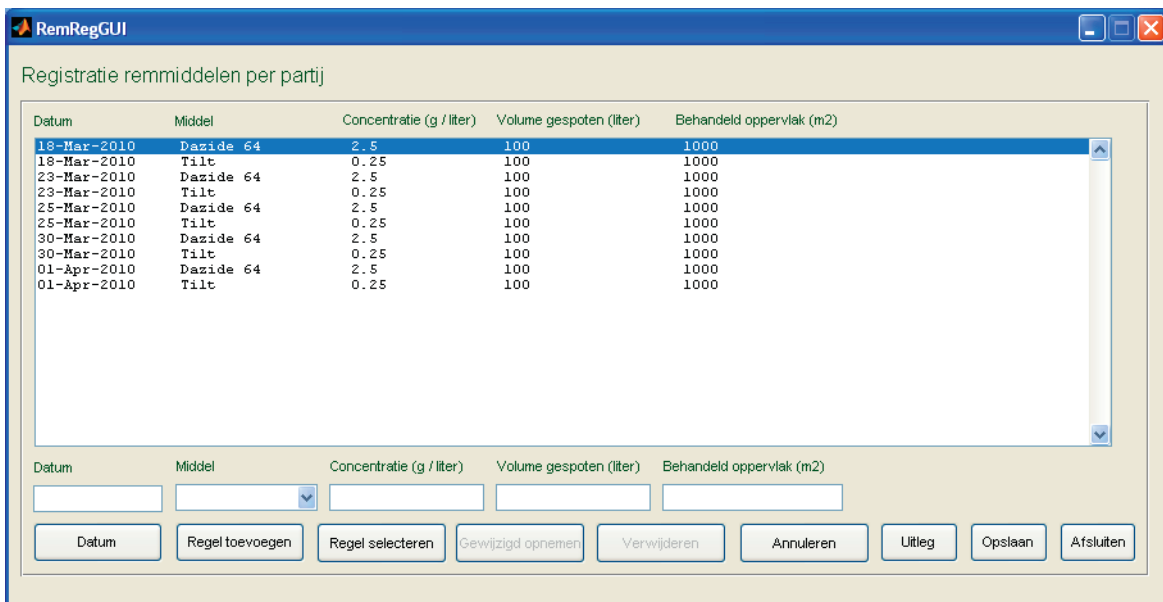 RemRegGUI
Registratie remmiddelen per partij
Datum Middel Concentratie (g / liter) Volume gespoten (liter) Behandeld oppervlak (m2)
18-Mar-2010 Dazide 64 2.5 100 1000
18-Mar-2010 Tilt 0.25 100 1000
23-Mar-2010 Dazide 64 2.5 100 1000
23-Mar-2010 Tilt 0.25 100 1000
25-Mar-2010 Dazide 64 2.5 100 1000
25-Mar-2010 Tilt 0.25 100 1000
30-Mar-2010 Dazide 64 2.5 100 1000
30-Mar-2010 Tilt 0.25 100 1000
01-Apr-2010 Dazide 64 2.5 100 1000
01-Apr-2010 Tilt 0.25 100 1000
Datum Middel Concentratie (g / liter) Volume gespoten (liter) Behandeld oppervlak (m2)
Datum Regel toevoegen Regel selecteren Gewijzigd opnemen Verwijderen Annuleren Uitleg Opslaan Afsluiten